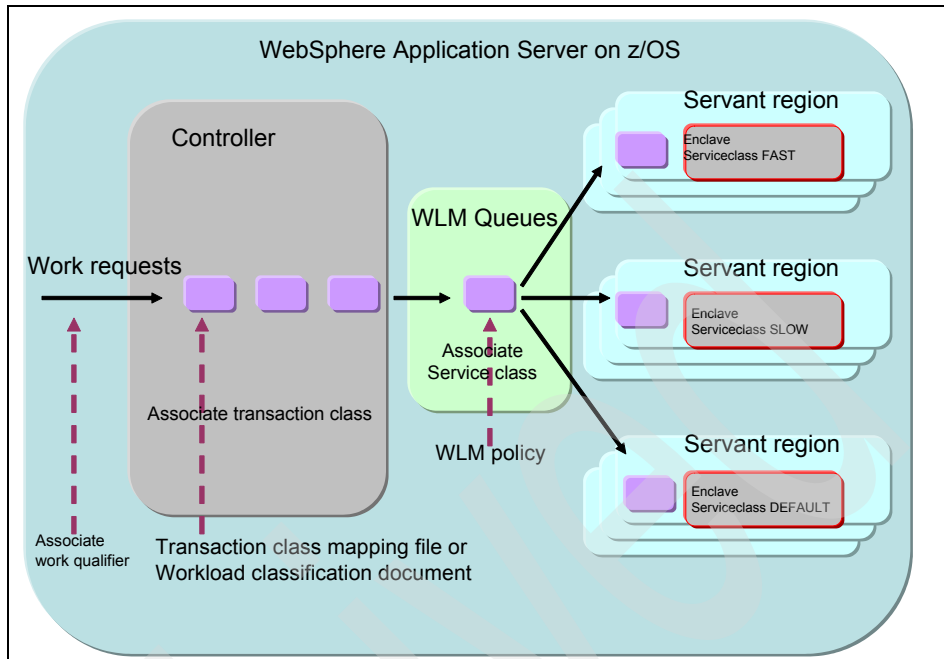 WebSphere Application Server on z/OS
Servant region
Enclave
Serviceclass FAST
Controller
WLM Queues
Work requests
Servant region
Enclave
Serviceclass SLOW
Associate
Service class
Associate transaction class
WLM policy
Servant region
Enclave
Serviceclass DEFAULT
Associate
work qualifier
Transaction class mapping file or
Workload classification document